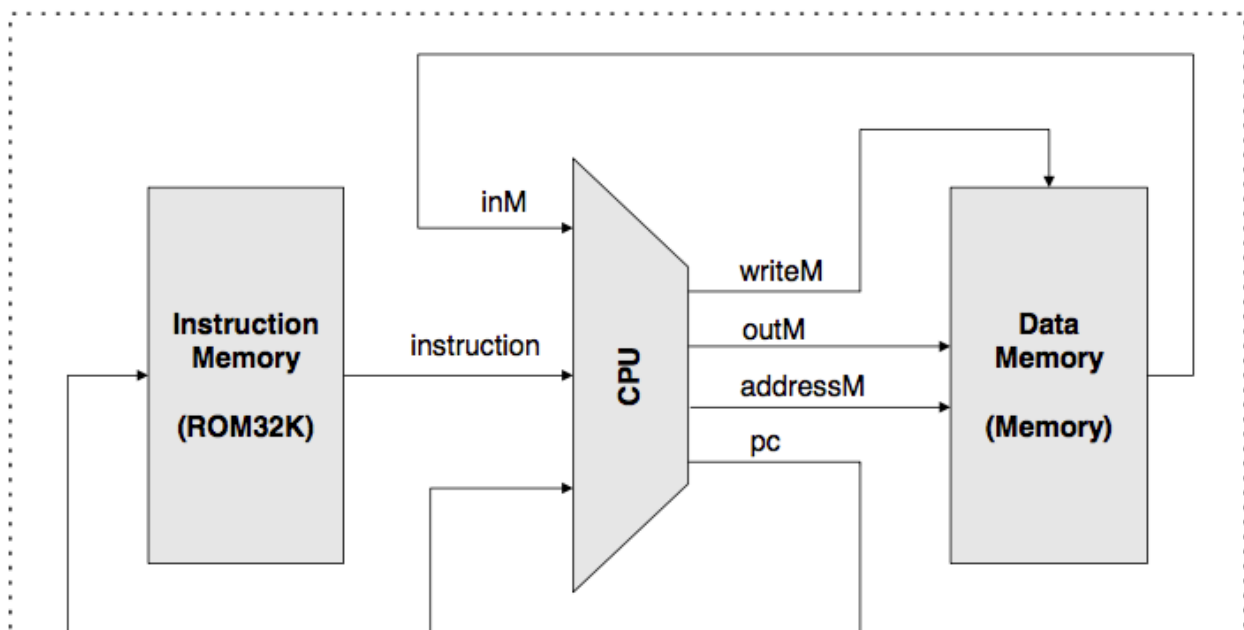 inM
writeM
Instruction
Memory
(ROM32K)
instruction
CPU
outM
addressM
pc
Data
Memory
(Memory)